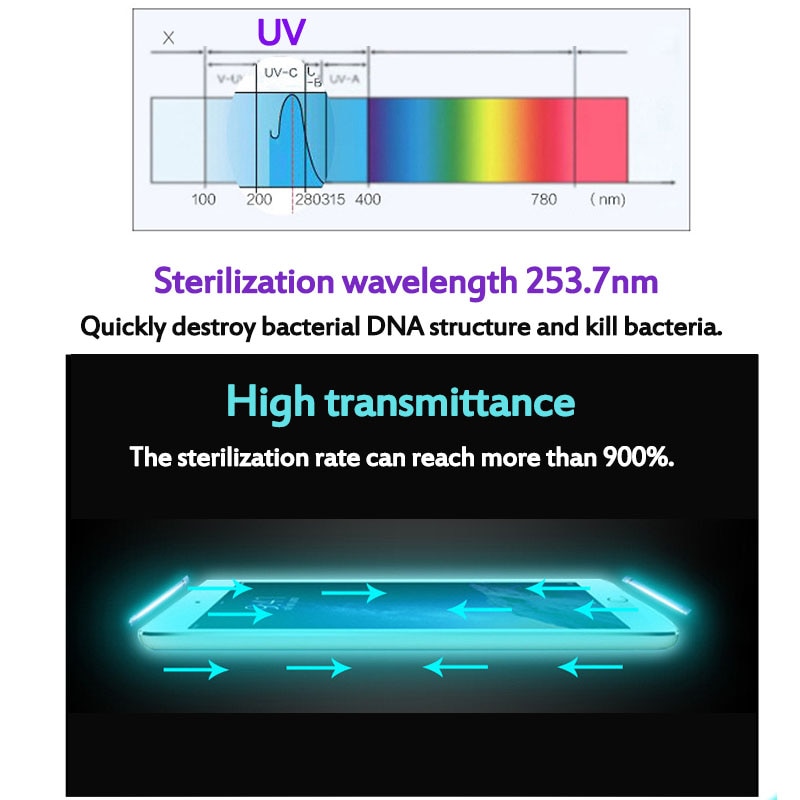 X UV
V-UV UV-C U-B UV-A
100 200 280 315 400 780 (nm)
Sterilization wavelength 253.7nm
Quickly destroy bacterial DNA structure and kill bacteria.
High transmittance
The sterilization rate can reach more than 900%.